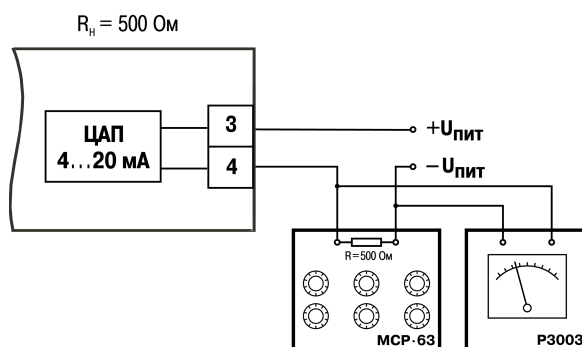 Rн = 500 Ом
ЦАП
4...20 мА
3
4
+Uпит
−Uпит
R=500 Ом
МСР-63
Р3003